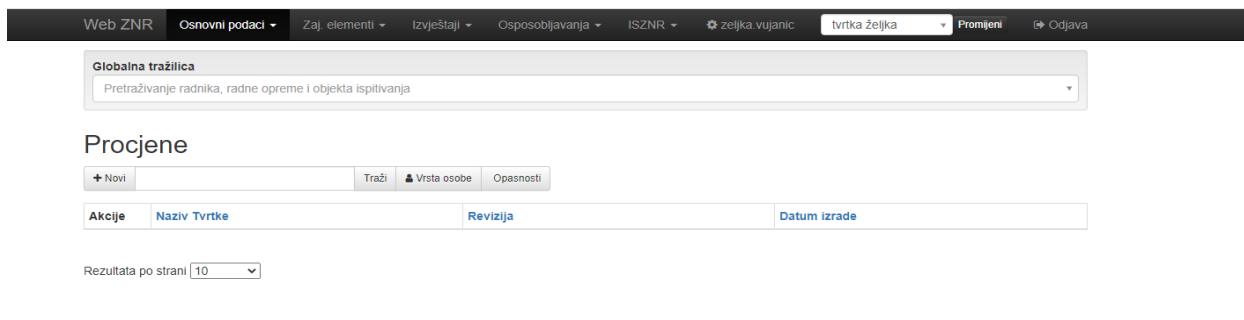 Web ZNR Osnovni podaci Zaj. elementi Izvještaji Osposobljavanja ISZNR zeljka.vujanic tvrtka željka Promijeni Odjava
Globalna tražilica
Pretraživanje radnika, radne opreme i objekta ispitivanja
Procjene
+ Novi Traži Vrsta osobe Opasnosti
Akcije Naziv Tvrtke Revizija Datum izrade
Rezultata po strani 10